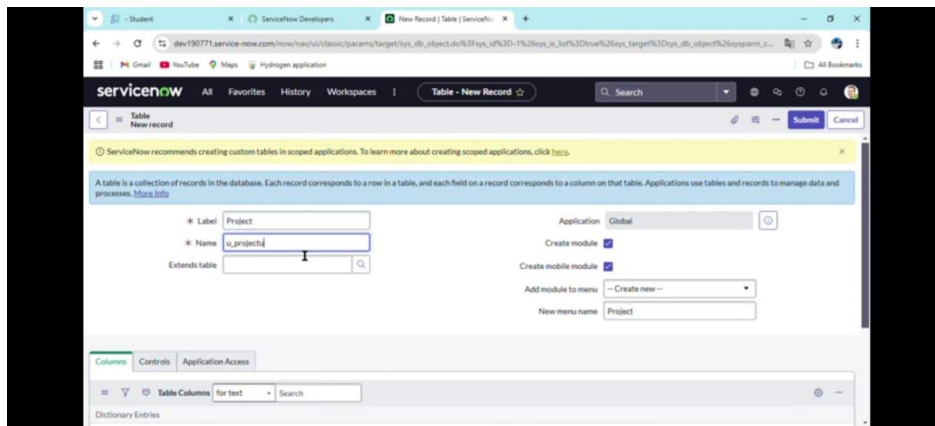 - Student
ServiceNow Developers
New Record | Table | ServiceNo
dev190771.service-now.com/now/nav/ui/classic/params/target/sys_db_object.do%3Fsys_id%3D-1%26sys_is_list%3Dtrue%26sys_target%3Dsys_db_object%26sysparm_c...
Gmail YouTube Maps Hydrogen application All Bookmarks
servicenow All Favorites History Workspaces Table - New Record Search
Table
New record
Submit Cancel
ServiceNow recommends creating custom tables in scoped applications. To learn more about creating scoped applications, click here.
A table is a collection of records in the database. Each record corresponds to a row in a table, and each field on a record corresponds to a column on that table. Applications use tables and records to manage data and
processes. More Info
* Label Project Application Global
* Name u_projectu Create module
Extends table Create mobile module
Add module to menu -- Create new --
New menu name Project
Columns Controls Application Access
Table Columns for text Search
Dictionary Entries